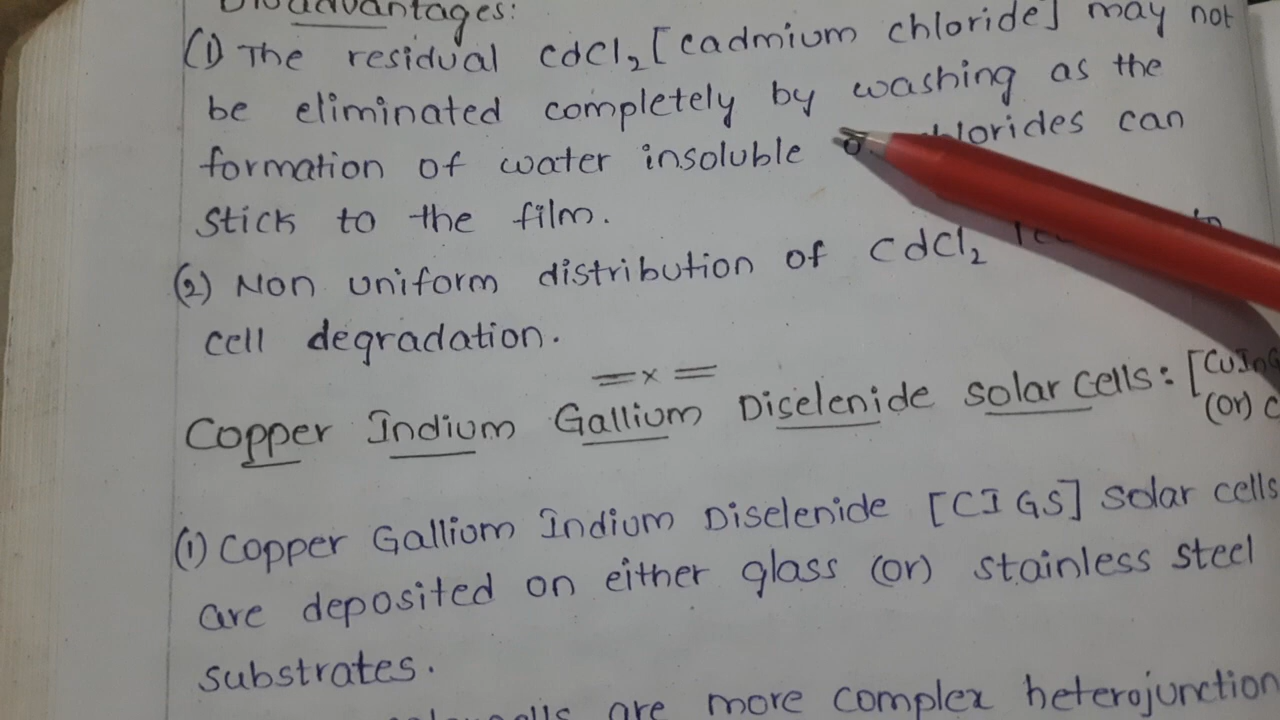 Disadvantages:
(1) The residual CdCl₂ [cadmium chloride] may not
be eliminated completely by washing as the
formation of water insoluble chlorides can
stick to the film.
(2) Non uniform distribution of CdCl₂
cell degradation.
=x=
Copper Indium Gallium Diselenide solar cells: [CuInG
(or) C
(1) Copper Gallium Indium Diselenide [CIGS] solar cells
are deposited on either glass (or) stainless steel
substrates.
are more complex heterojunction